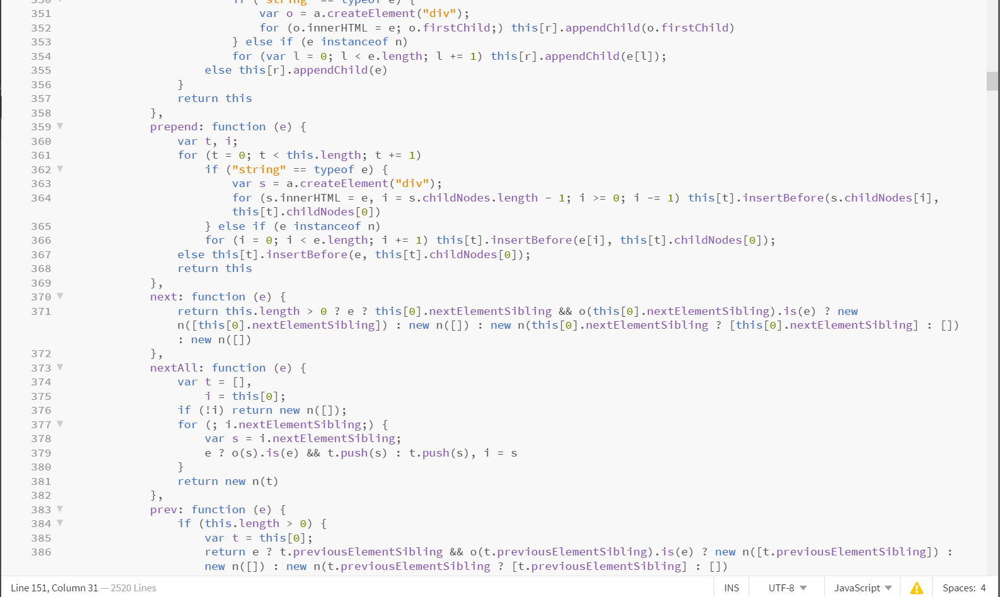 350 if ("string" == typeof e) {
351 var o = a.createElement("div");
352 for (o.innerHTML = e; o.firstChild;) this[r].appendChild(o.firstChild)
353 } else if (e instanceof n)
354 for (var l = 0; l < e.length; l += 1) this[r].appendChild(e[l]);
355 else this[r].appendChild(e)
356 }
357 return this
358 },
359 prepend: function (e) {
360 var t, i;
361 for (t = 0; t < this.length; t += 1)
362 if ("string" == typeof e) {
363 var s = a.createElement("div");
364 for (s.innerHTML = e, i = s.childNodes.length - 1; i >= 0; i -= 1) this[t].insertBefore(s.childNodes[i],
this[t].childNodes[0])
365 } else if (e instanceof n)
366 for (i = 0; i < e.length; i += 1) this[t].insertBefore(e[i], this[t].childNodes[0]);
367 else this[t].insertBefore(e, this[t].childNodes[0]);
368 return this
369 },
370 next: function (e) {
371 return this.length > 0 ? e ? this[0].nextElementSibling && o(this[0].nextElementSibling).is(e) ? new
n([this[0].nextElementSibling]) : new n([]) : new n(this[0].nextElementSibling ? [this[0].nextElementSibling] : [])
: new n([])
372 },
373 nextAll: function (e) {
374 var t = [],
375 i = this[0];
376 if (!i) return new n([]);
377 for (; i.nextElementSibling;) {
378 var s = i.nextElementSibling;
379 e ? o(s).is(e) && t.push(s) : t.push(s), i = s
380 }
381 return new n(t)
382 },
383 prev: function (e) {
384 if (this.length > 0) {
385 var t = this[0];
386 return e ? t.previousElementSibling && o(t.previousElementSibling).is(e) ? new n([t.previousElementSibling]) :
new n([]) : new n(t.previousElementSibling ? [t.previousElementSibling] : [])
Line 151, Column 31 — 2520 Lines INS UTF-8 JavaScript Spaces: 4